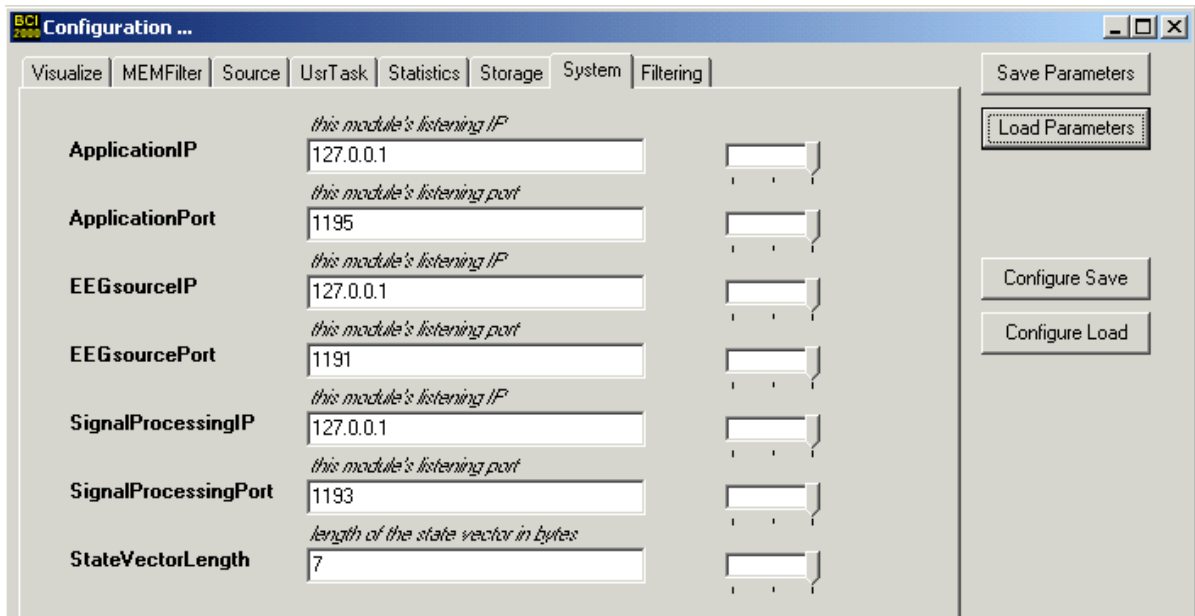 BCI 2000 Configuration ...
Visualize MEMFilter Source UsrTask Statistics Storage System Filtering
Save Parameters
Load Parameters
this module's listening IP
ApplicationIP 127.0.0.1
this module's listening port
ApplicationPort 1195
this module's listening IP
EEGsourceIP 127.0.0.1
this module's listening port
EEGsourcePort 1191
Configure Save
Configure Load
this module's listening IP
SignalProcessingIP 127.0.0.1
this module's listening port
SignalProcessingPort 1193
length of the state vector in bytes
StateVectorLength 7